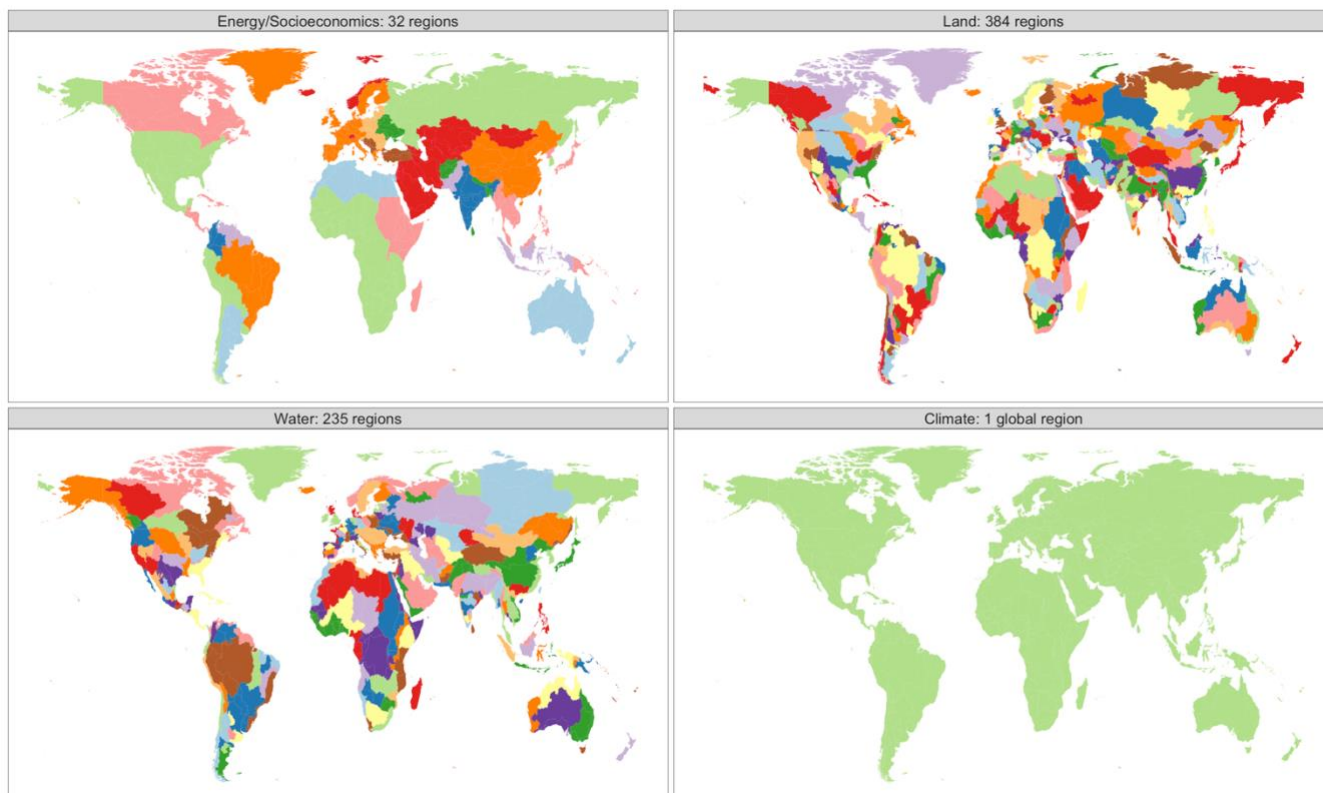 Energy/Socioeconomics: 32 regions
Land: 384 regions
Water: 235 regions
Climate: 1 global region